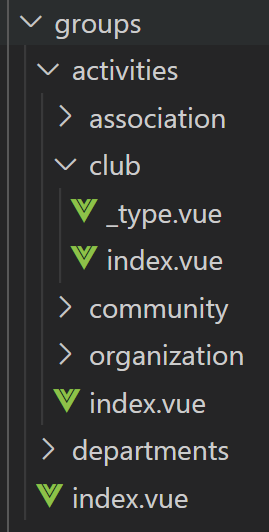 groups
activities
association
club
_type.vue
index.vue
community
organization
index.vue
departments
index.vue